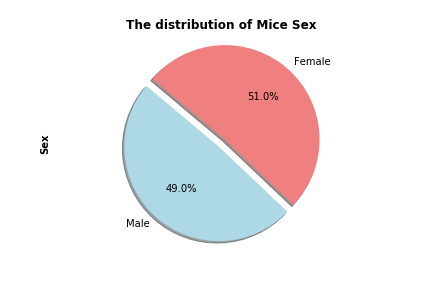 The distribution of Mice Sex
Female
51.0%
Sex
49.0%
Male